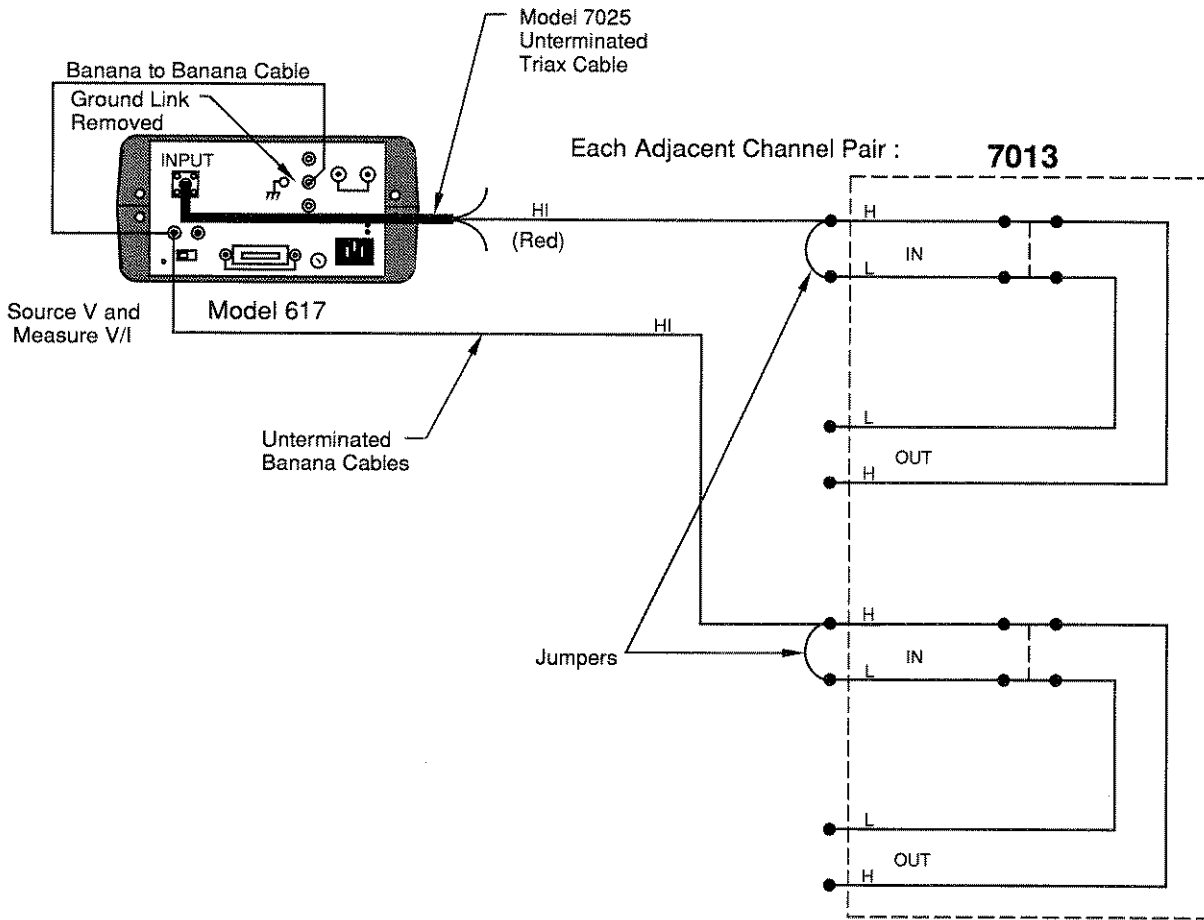 Model 7025
Unterminated
Triax Cable
Banana to Banana Cable
Ground Link
Removed
INPUT
Each Adjacent Channel Pair :
7013
HI
(Red)
H
IN
L
Source V and
Measure V/I
Model 617
HI
L
OUT
H
Unterminated
Banana Cables
Jumpers
H
IN
L
L
OUT
H